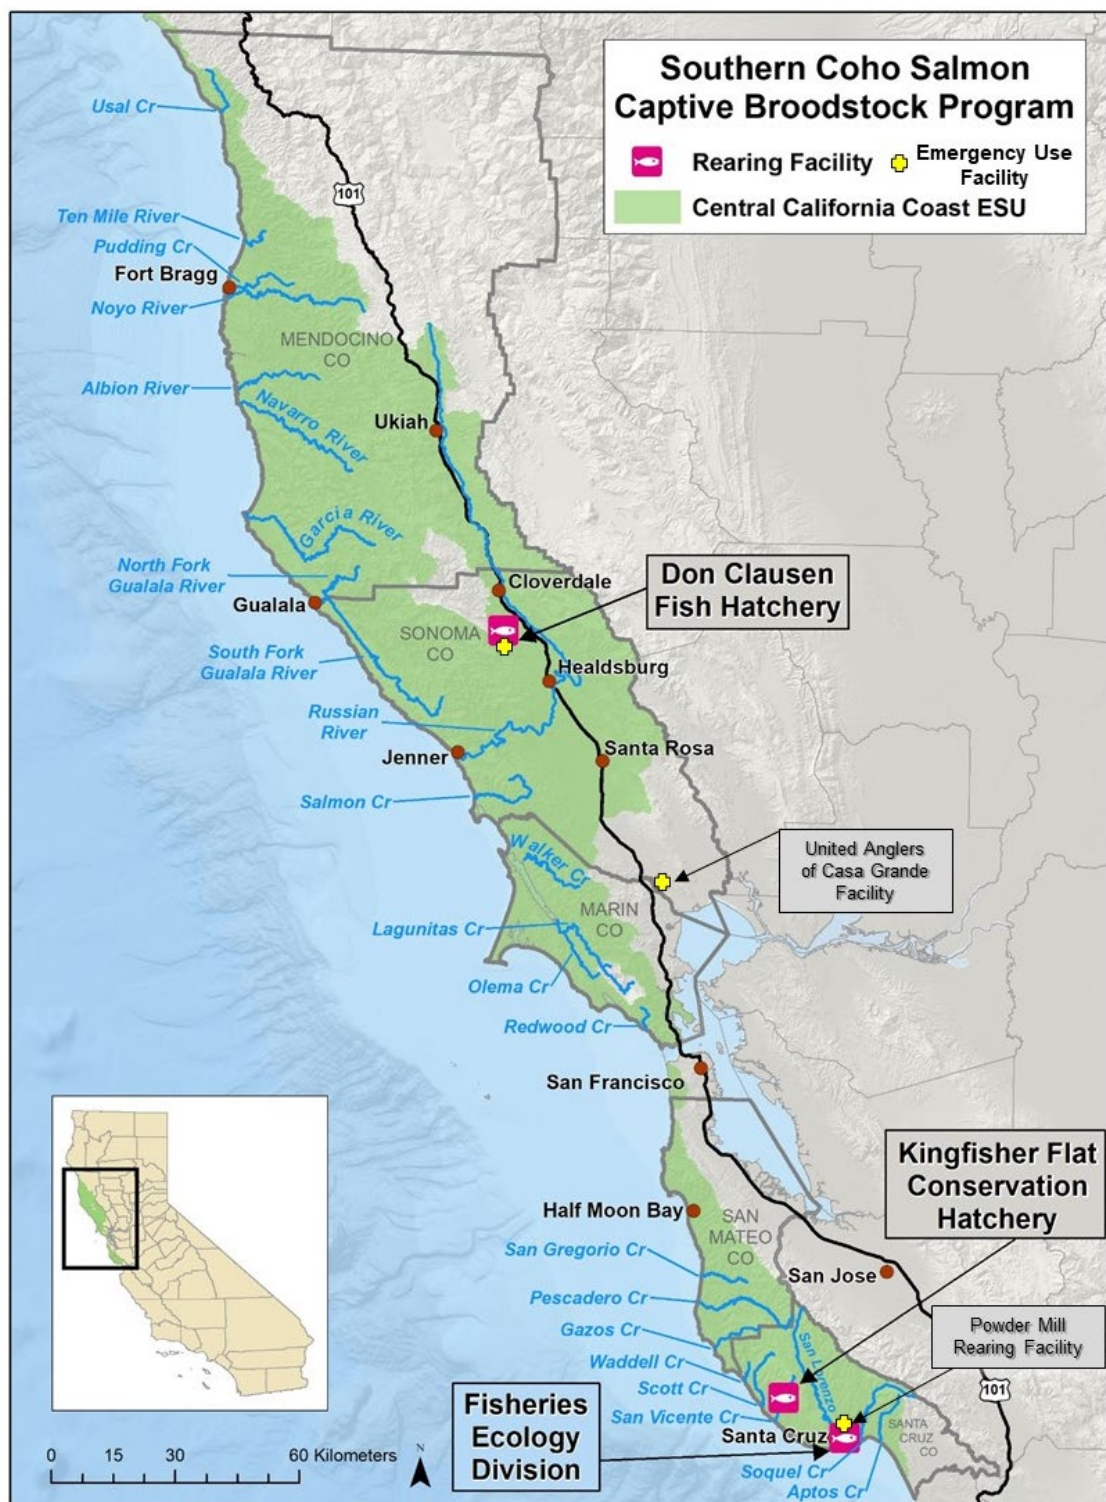 Southern Coho Salmon
Captive Broodstock Program
Rearing Facility
Emergency Use
Facility
Central California Coast ESU
Usal Cr
101
Ten Mile River
Pudding Cr
Fort Bragg
Noyo River
MENDOCINO
CO
Albion River
Navarro River
Ukiah
Garcia River
North Fork
Gualala River
Gualala
Cloverdale
Don Clausen
Fish Hatchery
SONOMA
CO
South Fork
Gualala River
Healdsburg
Russian
River
Jenner
Santa Rosa
Salmon Cr
Walker Cr
United Anglers
of Casa Grande
Facility
MARIN
CO
Lagunitas Cr
Olema Cr
Redwood Cr
San Francisco
Kingfisher Flat
Conservation
Hatchery
Half Moon Bay
SAN
MATEO
CO
San Gregorio Cr
San Jose
Pescadero Cr
Gazos Cr
Powder Mill
Rearing Facility
San Lorenzo
Waddell Cr
Scott Cr
101
San Vicente Cr
Fisheries
Ecology
Division
Santa Cruz
SANTA
CRUZ
CO
Soquel Cr
Aptos Cr
N
0 15 30 60 Kilometers